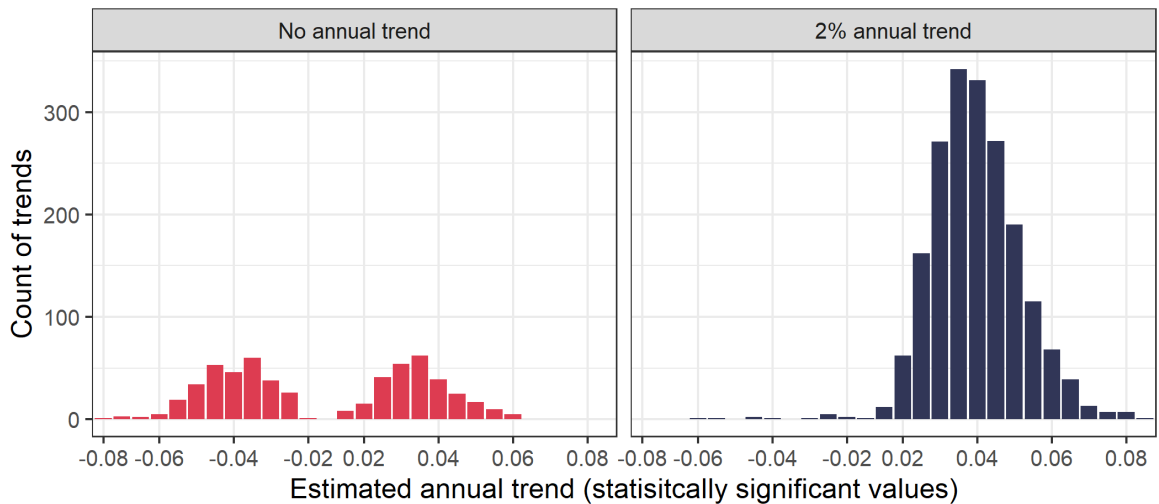 No annual trend
2% annual trend
Count of trends
300
200
100
0
-0.08 -0.06 -0.04 -0.02 0.02 0.04 0.06 0.08
-0.08 -0.06 -0.04 -0.02 0.02 0.04 0.06 0.08
Estimated annual trend (statisitcally significant values)